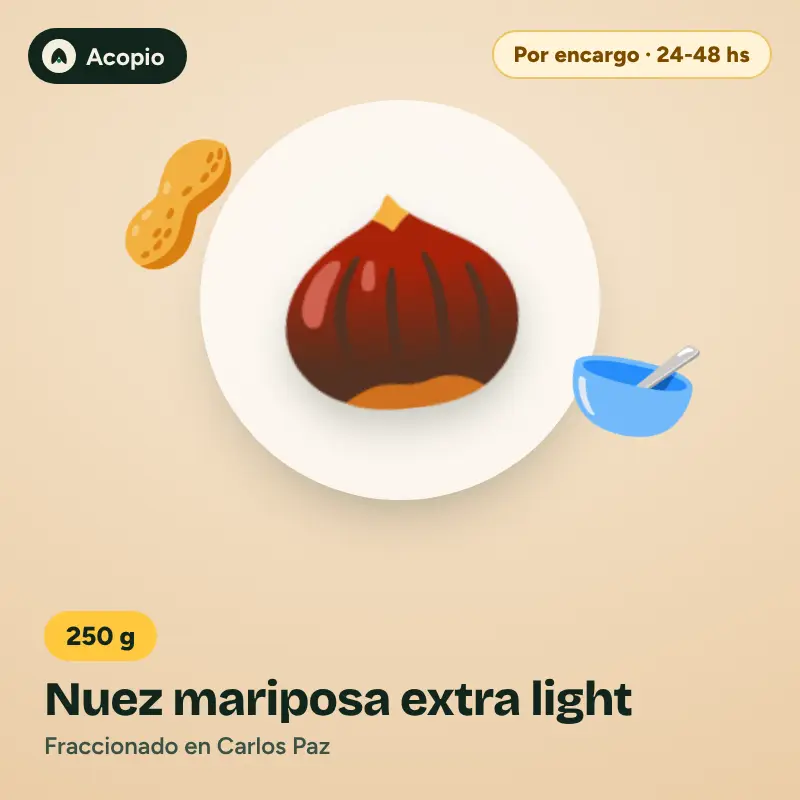 Acopio
Por encargo · 24-48 hs
250 g
Nuez mariposa extra light
Fraccionado en Carlos Paz